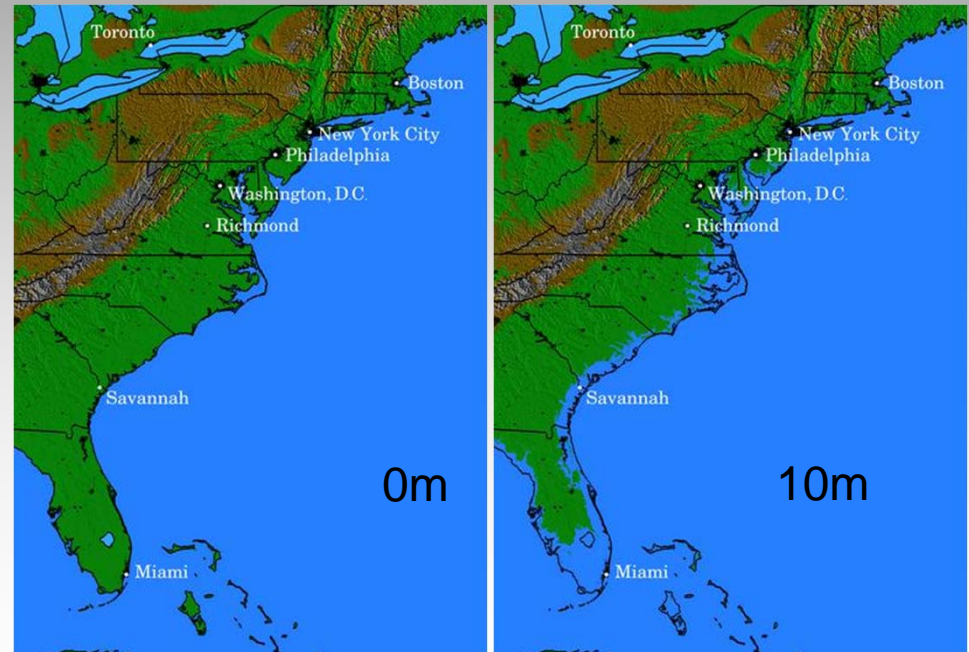 Toronto
Boston
New York City
Philadelphia
Washington, D.C.
Richmond
Savannah
0m
Miami
Toronto
Boston
New York City
Philadelphia
Washington, D.C.
Richmond
Savannah
10m
Miami